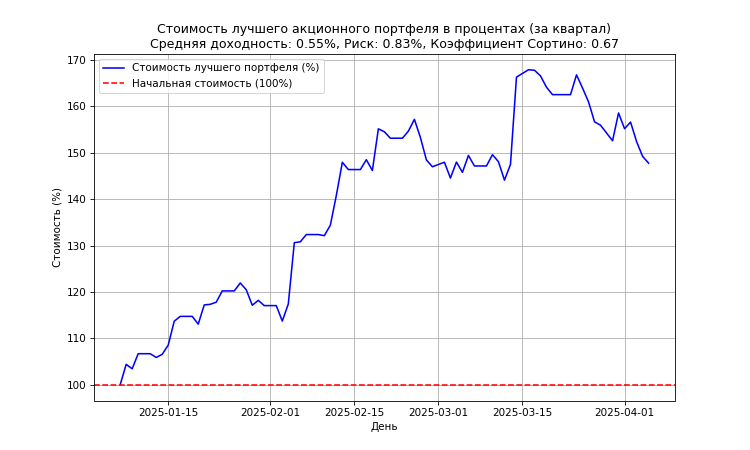 Стоимость лучшего акционного портфеля в процентах (за квартал)
Средняя доходность: 0.55%, Риск: 0.83%, Коэффициент Сортино: 0.67
Стоимость лучшего портфеля (%)
Начальная стоимость (100%)
Стоимость (%)
170
160
150
140
130
120
110
100
2025-01-15
2025-02-01
2025-02-15
2025-03-01
2025-03-15
2025-04-01
День